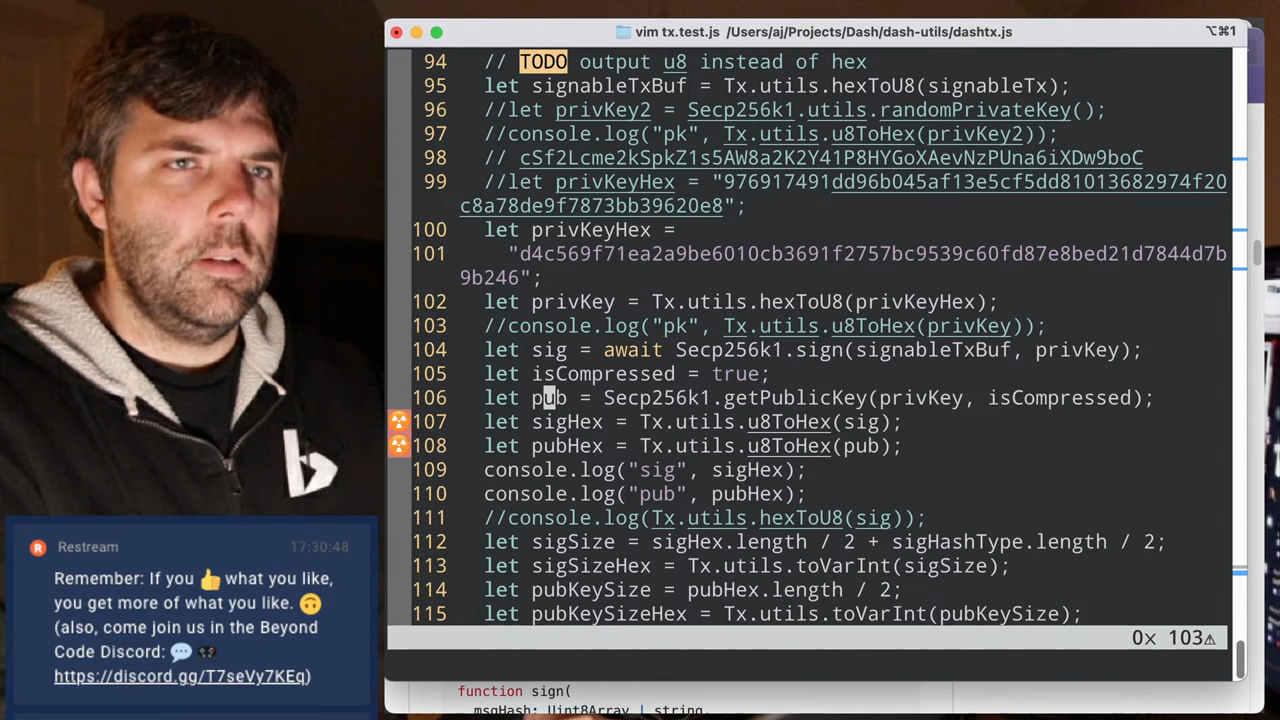 vim tx.test.js /Users/aj/Projects/Dash/dash-utils/dashtx.js
⌥⌘1
94 // TODO output u8 instead of hex
95 let signableTxBuf = Tx.utils.hexToU8(signableTx);
96 //let privKey2 = Secp256k1.utils.randomPrivateKey();
97 //console.log("pk", Tx.utils.u8ToHex(privKey2));
98 // cSf2Lcme2kSpkZ1s5AW8a2K2Y41P8HYGoXAevNzPUna6iXDw9boC
99 //let privKeyHex = "976917491dd96b045af13e5cf5dd81013682974f20
c8a78de9f7873bb39620e8";
100 let privKeyHex =
101 "d4c569f71ea2a9be6010cb3691f2757bc9539c60fd87e8bed21d7844d7b
9b246";
102 let privKey = Tx.utils.hexToU8(privKeyHex);
103 //console.log("pk", Tx.utils.u8ToHex(privKey));
104 let sig = await Secp256k1.sign(signableTxBuf, privKey);
105 let isCompressed = true;
106 let pub = Secp256k1.getPublicKey(privKey, isCompressed);
107 let sigHex = Tx.utils.u8ToHex(sig);
108 let pubHex = Tx.utils.u8ToHex(pub);
109 console.log("sig", sigHex);
110 console.log("pub", pubHex);
111 //console.log(Tx.utils.hexToU8(sig));
112 let sigSize = sigHex.length / 2 + sigHashType.length / 2;
113 let sigSizeHex = Tx.utils.toVarInt(sigSize);
114 let pubKeySize = pubHex.length / 2;
115 let pubKeySizeHex = Tx.utils.toVarInt(pubKeySize);
0× 103⚠
function sign(
msgHash: Uint8Array | string,
R Restream 17:30:48
Remember: If you 👍 what you like,
you get more of what you like. 🙃
(also, come join us in the Beyond
Code Discord: 💬 🎮
https://discord.gg/T7seVy7KEq)